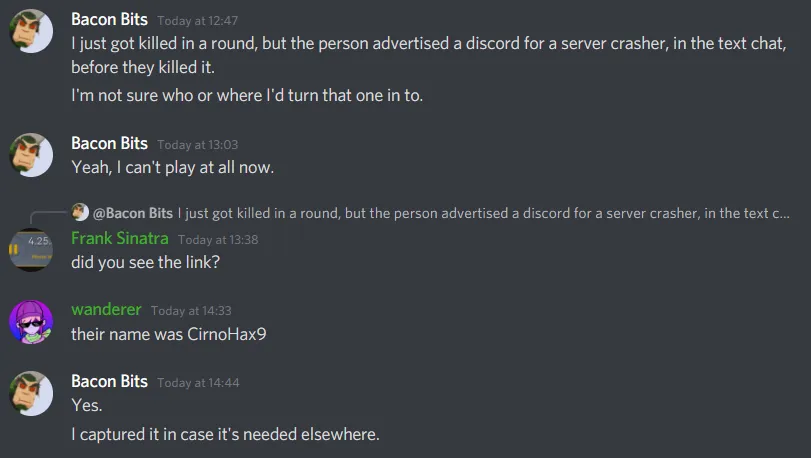 Bacon Bits Today at 12:47
I just got killed in a round, but the person advertised a discord for a server crasher, in the text chat,
before they killed it.
I'm not sure who or where I'd turn that one in to.
Bacon Bits Today at 13:03
Yeah, I can't play at all now.
@Bacon Bits I just got killed in a round, but the person advertised a discord for a server crasher, in the text c...
4.25.
Frank Sinatra Today at 13:38
did you see the link?
wanderer Today at 14:33
their name was CirnoHax9
Bacon Bits Today at 14:44
Yes.
I captured it in case it's needed elsewhere.